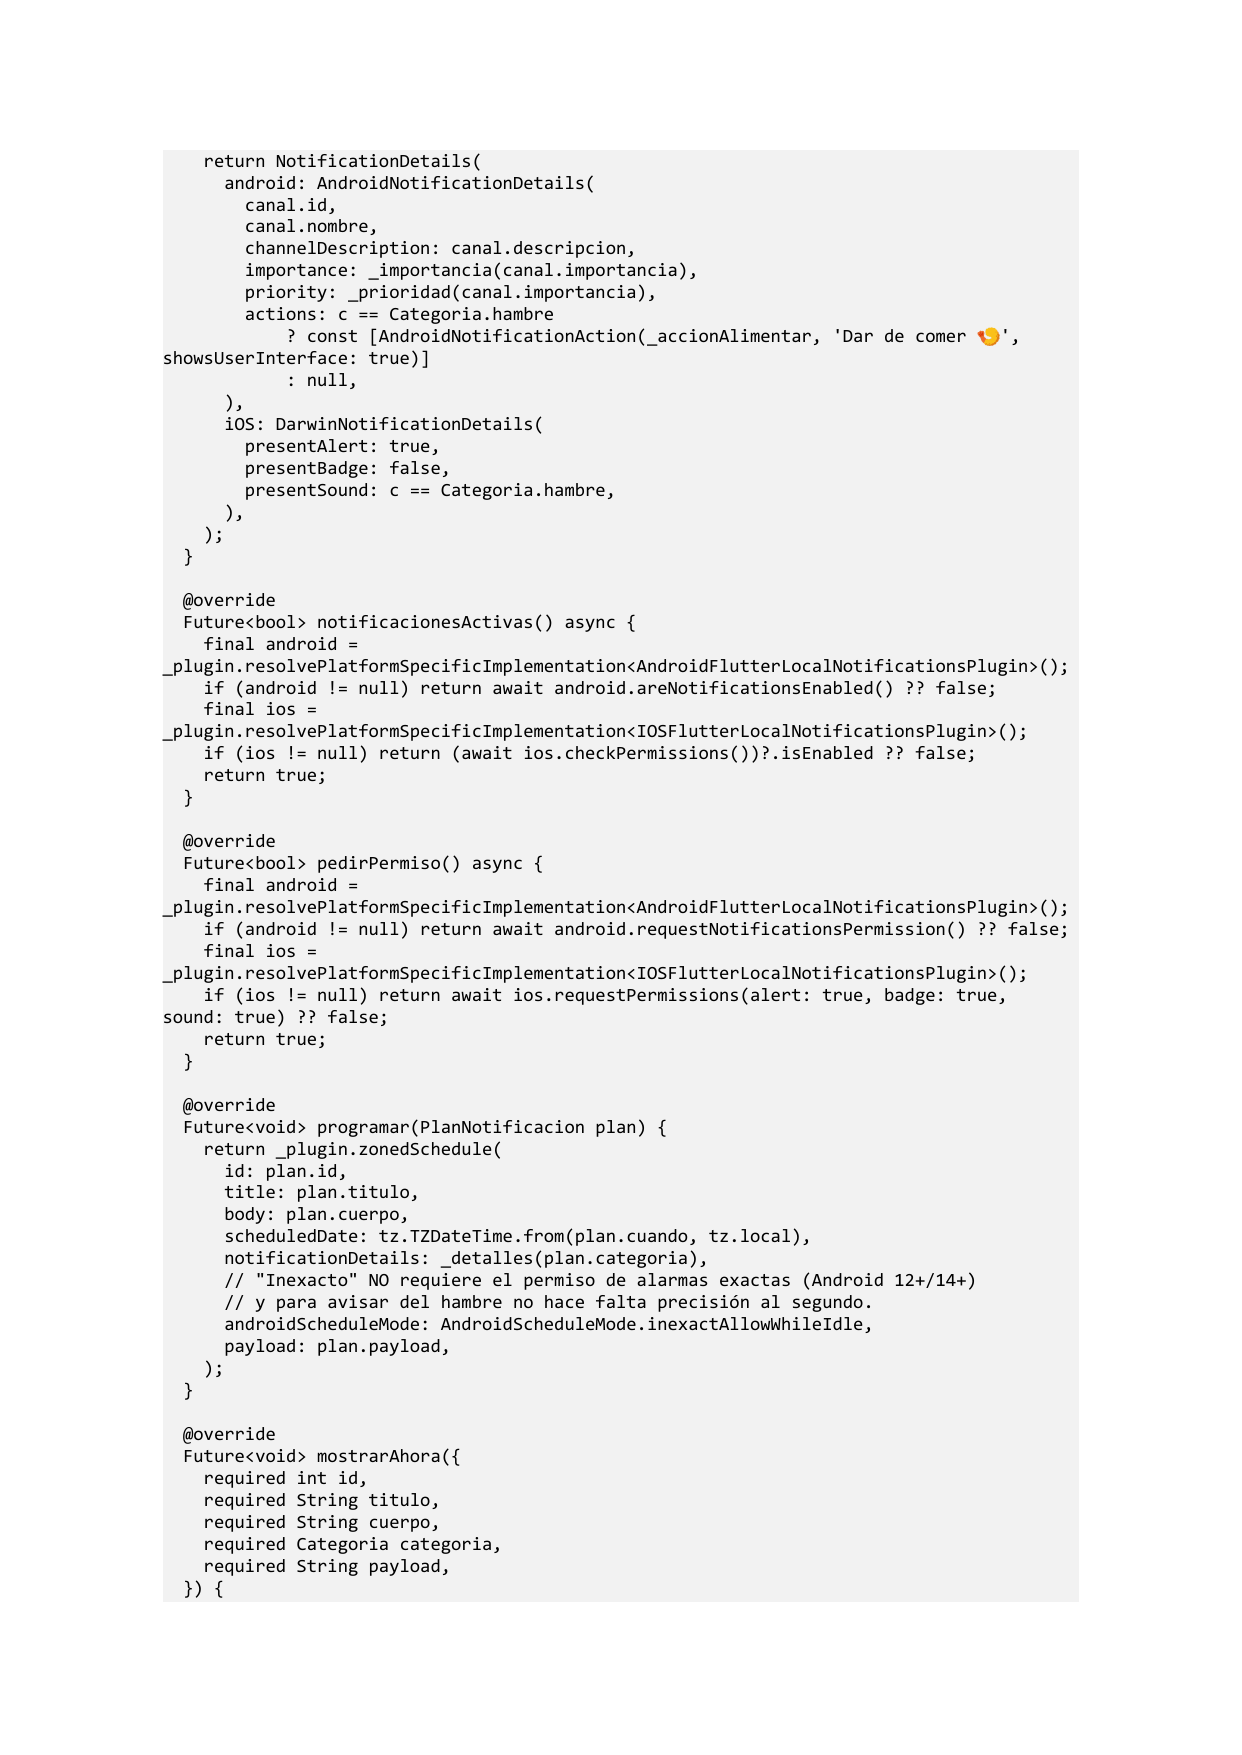 return NotificationDetails(
      android: AndroidNotificationDetails(
        canal.id,
        canal.nombre,
        channelDescription: canal.descripcion,
        importance: _importancia(canal.importancia),
        priority: _prioridad(canal.importancia),
        actions: c == Categoria.hambre
            ? const [AndroidNotificationAction(_accionAlimentar, 'Dar de comer 🍤',
showsUserInterface: true)]
            : null,
      ),
      iOS: DarwinNotificationDetails(
        presentAlert: true,
        presentBadge: false,
        presentSound: c == Categoria.hambre,
      ),
    );
  }

  @override
  Future<bool> notificacionesActivas() async {
    final android =
_plugin.resolvePlatformSpecificImplementation<AndroidFlutterLocalNotificationsPlugin>();
    if (android != null) return await android.areNotificationsEnabled() ?? false;
    final ios =
_plugin.resolvePlatformSpecificImplementation<IOSFlutterLocalNotificationsPlugin>();
    if (ios != null) return (await ios.checkPermissions())?.isEnabled ?? false;
    return true;
  }

  @override
  Future<bool> pedirPermiso() async {
    final android =
_plugin.resolvePlatformSpecificImplementation<AndroidFlutterLocalNotificationsPlugin>();
    if (android != null) return await android.requestNotificationsPermission() ?? false;
    final ios =
_plugin.resolvePlatformSpecificImplementation<IOSFlutterLocalNotificationsPlugin>();
    if (ios != null) return await ios.requestPermissions(alert: true, badge: true,
sound: true) ?? false;
    return true;
  }

  @override
  Future<void> programar(PlanNotificacion plan) {
    return _plugin.zonedSchedule(
      id: plan.id,
      title: plan.titulo,
      body: plan.cuerpo,
      scheduledDate: tz.TZDateTime.from(plan.cuando, tz.local),
      notificationDetails: _detalles(plan.categoria),
      // "Inexacto" NO requiere el permiso de alarmas exactas (Android 12+/14+)
      // y para avisar del hambre no hace falta precisión al segundo.
      androidScheduleMode: AndroidScheduleMode.inexactAllowWhileIdle,
      payload: plan.payload,
    );
  }

  @override
  Future<void> mostrarAhora({
    required int id,
    required String titulo,
    required String cuerpo,
    required Categoria categoria,
    required String payload,
  }) {